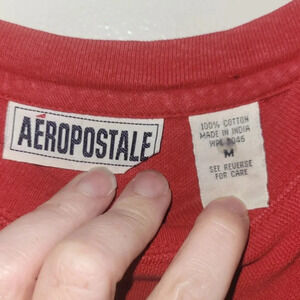 AÉROPOSTALE
100% COTTON
MADE IN INDIA
M
SEE REVERSE
FOR CARE